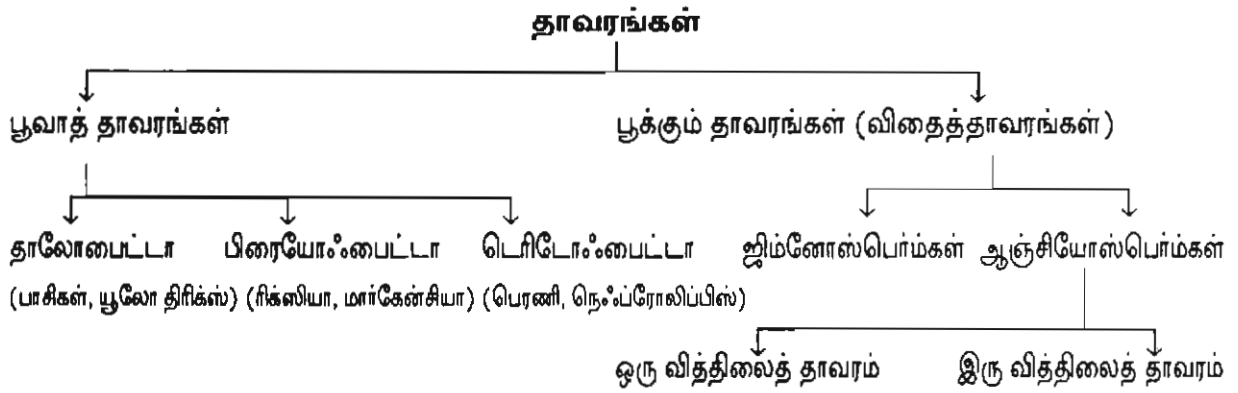 தாவரங்கள்
பூவாத் தாவரங்கள் பூக்கும் தாவரங்கள் (விதைத்தாவரங்கள்)
தாலோபைட்டா பிரையோஃபைட்டா டெரிடோஃபைட்டா ஜிம்னோஸ்பெர்ம்கள் ஆஞ்சியோஸ்பெர்ம்கள்
(பாசிகள், யூலோ திரிக்ஸ்) (ரிக்ஸியா, மார்கேன்சியா) (பெரணி, நெஃப்ரோலிப்பிஸ்)
ஒரு வித்திலைத் தாவரம் இரு வித்திலைத் தாவரம்